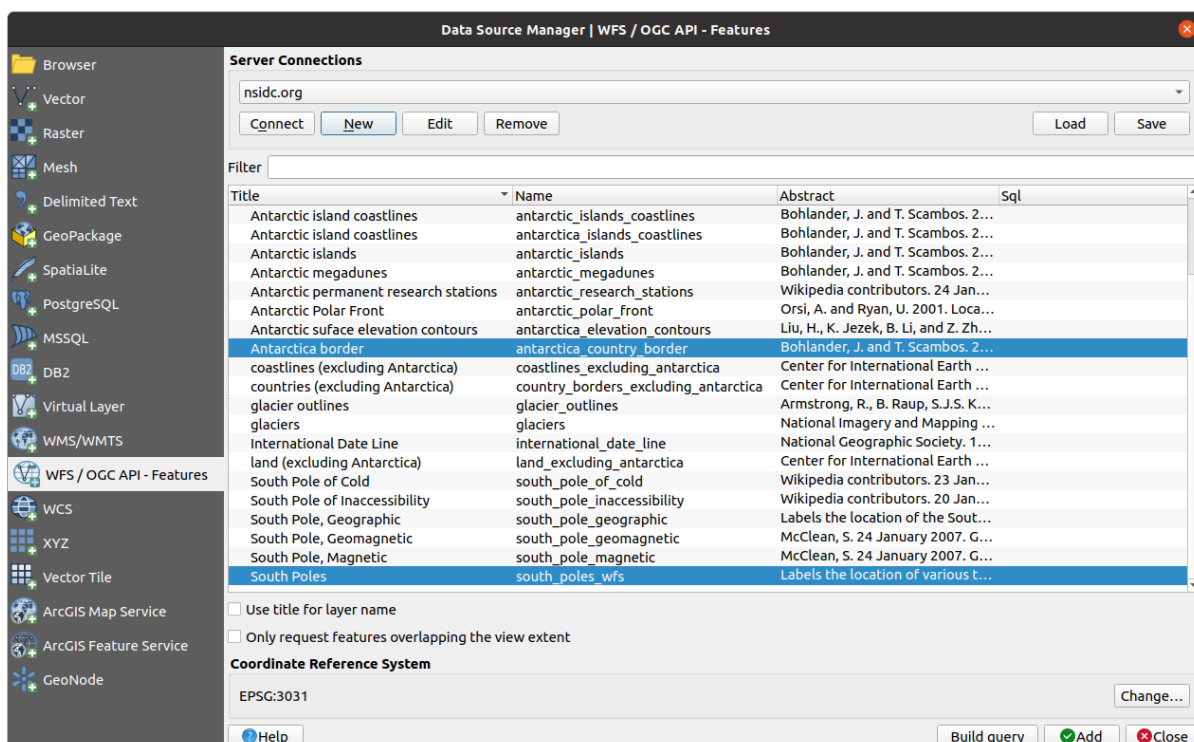 Data Source Manager | WFS / OGC API - Features
Browser
Vector
Raster
Mesh
Delimited Text
GeoPackage
SpatiaLite
PostgreSQL
MSSQL
DB2
DB2
Virtual Layer
WMS/WMTS
WFS / OGC API - Features
WCS
XYZ
Vector Tile
ArcGIS Map Service
ArcGIS Feature Service
GeoNode
Server Connections
nsidc.org
Connect New Edit Remove Load Save
Filter
Title Name Abstract Sql
Antarctic island coastlines antarctic_islands_coastlines Bohlander, J. and T. Scambos. 2...
Antarctic island coastlines antarctica_islands_coastlines Bohlander, J. and T. Scambos. 2...
Antarctic islands antarctic_islands Bohlander, J. and T. Scambos. 2...
Antarctic megadunes antarctic_megadunes Bohlander, J. and T. Scambos. 2...
Antarctic permanent research stations antarctic_research_stations Wikipedia contributors. 24 Jan...
Antarctic Polar Front antarctic_polar_front Orsi, A. and Ryan, U. 2001. Loca...
Antarctic suface elevation contours antarctica_elevation_contours Liu, H., K. Jezek, B. Li, and Z. Zh...
Antarctica border antarctica_country_border Bohlander, J. and T. Scambos. 2...
coastlines (excluding Antarctica) coastlines_excluding_antarctica Center for International Earth ...
countries (excluding Antarctica) country_borders_excluding_antarctica Center for International Earth ...
glacier outlines glacier_outlines Armstrong, R., B. Raup, S.J.S. K...
glaciers glaciers National Imagery and Mapping ...
International Date Line international_date_line National Geographic Society. 1...
land (excluding Antarctica) land_excluding_antarctica Center for International Earth ...
South Pole of Cold south_pole_of_cold Wikipedia contributors. 23 Jan...
South Pole of Inaccessibility south_pole_inaccessibility Wikipedia contributors. 20 Jan...
South Pole, Geographic south_pole_geographic Labels the location of the Sout...
South Pole, Geomagnetic south_pole_geomagnetic McClean, S. 24 January 2007. G...
South Pole, Magnetic south_pole_magnetic McClean, S. 24 January 2007. G...
South Poles south_poles_wfs Labels the location of various t...
Use title for layer name
Only request features overlapping the view extent
Coordinate Reference System
EPSG:3031 Change...
Help Build query Add Close